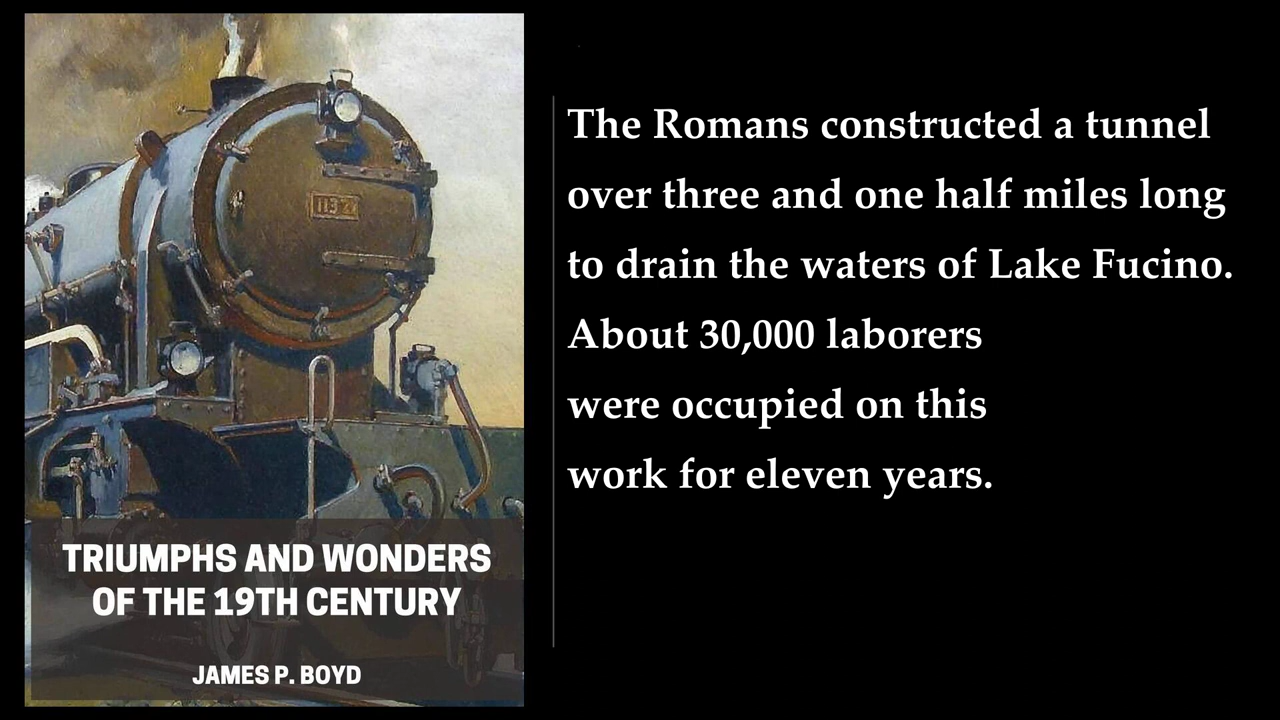 TRIUMPHS AND WONDERS
OF THE 19TH CENTURY
JAMES P. BOYD
The Romans constructed a tunnel
over three and one half miles long
to drain the waters of Lake Fucino.
About 30,000 laborers
were occupied on this
work for eleven years.